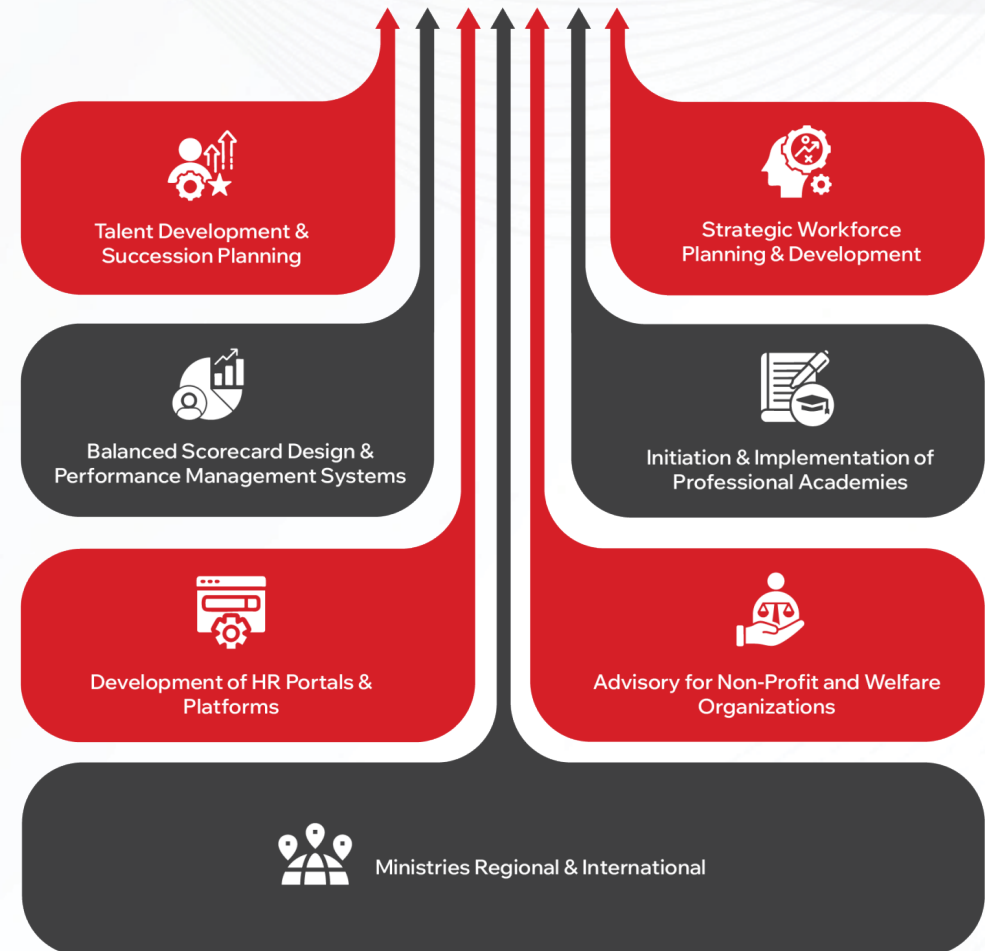 Talent Development &
Succession Planning
Strategic Workforce
Planning & Development
Balanced Scorecard Design &
Performance Management Systems
Initiation & Implementation of
Professional Academies
Development of HR Portals &
Platforms
Advisory for Non-Profit and Welfare
Organizations
Ministries Regional & International